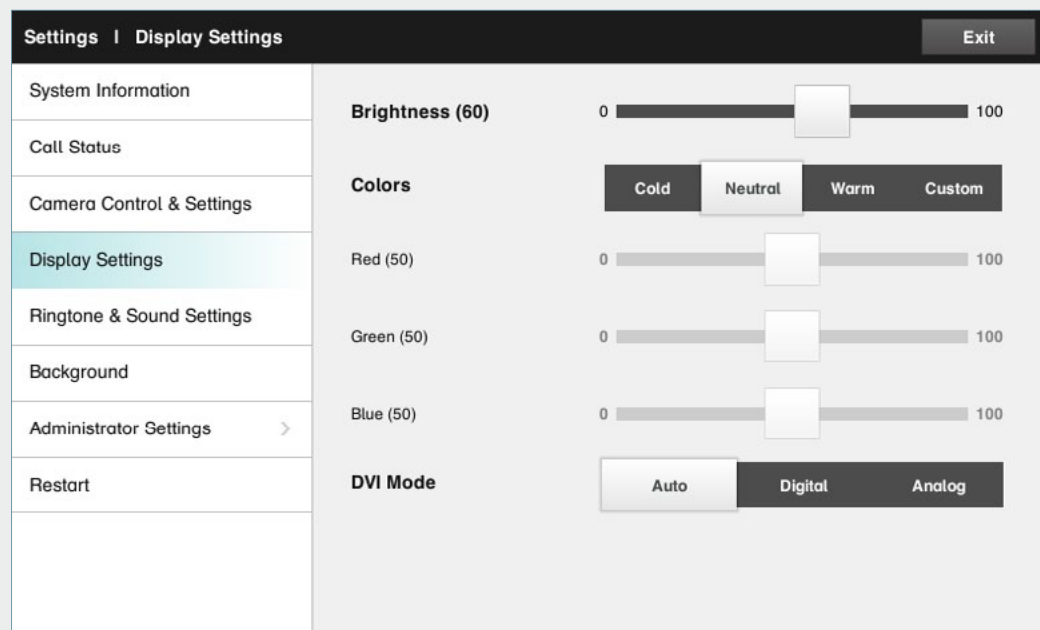 Settings | Display Settings
Exit
System Information
Call Status
Camera Control & Settings
Display Settings
Ringtone & Sound Settings
Background
Administrator Settings
Restart
Brightness (60)
0 100
Colors
Cold Neutral Warm Custom
Red (50)
0 100
Green (50)
0 100
Blue (50)
0 100
DVI Mode
Auto Digital Analog